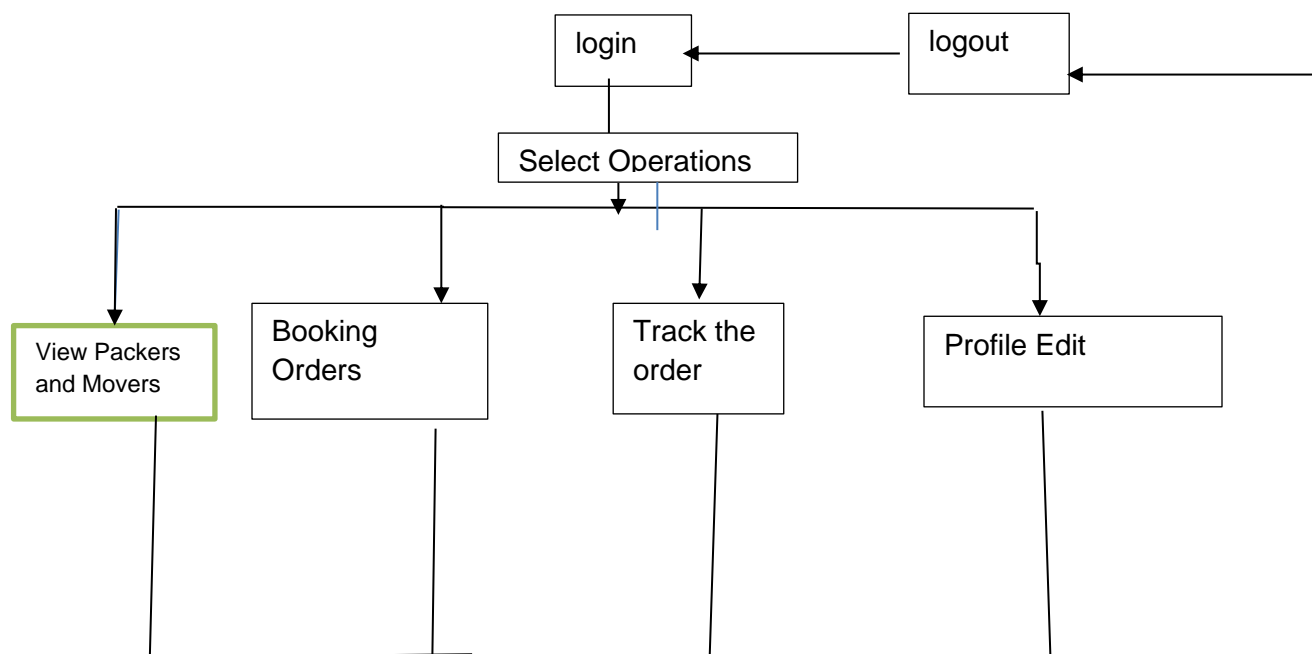 login
logout
Select Operations
View Packers
and Movers
Booking
Orders
Track the
order
Profile Edit